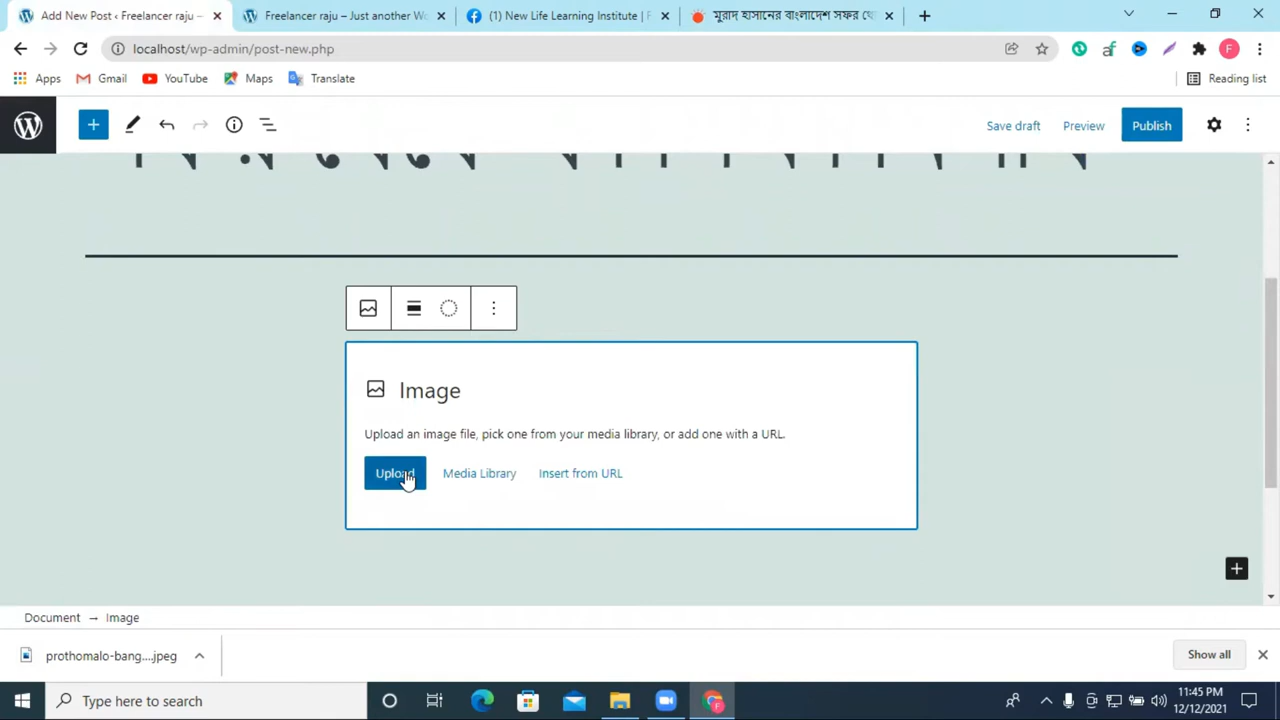 Add New Post ‹ Freelancer raju –
Freelancer raju – Just another Wo
(1) New Life Learning Institute | F
মুরাদ হাসানের বাংলাদেশ সফর থে
localhost/wp-admin/post-new.php
F
Apps
Gmail
YouTube
Maps
Translate
Reading list
Save draft
Preview
Publish
Image
Upload an image file, pick one from your media library, or add one with a URL.
Upload
Media Library
Insert from URL
Document → Image
prothomalo-bang....jpeg
Show all
Type here to search
F
11:45 PM
12/12/2021